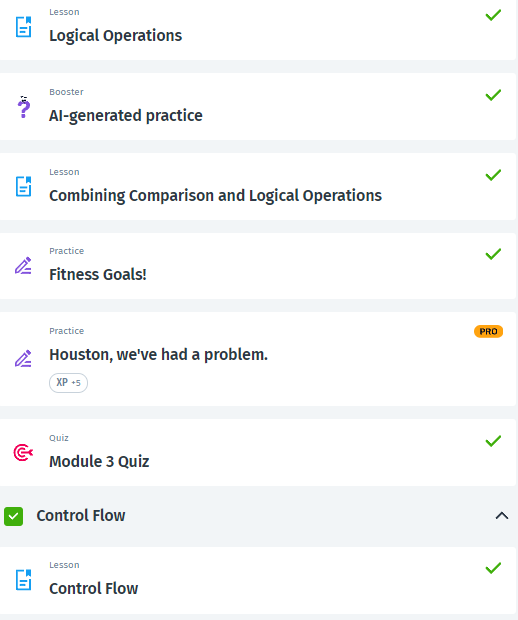 Lesson
Logical Operations
Booster
AI-generated practice
Lesson
Combining Comparison and Logical Operations
Practice
Fitness Goals!
Practice
PRO
Houston, we've had a problem.
XP +5
Quiz
Module 3 Quiz
Control Flow
Lesson
Control Flow